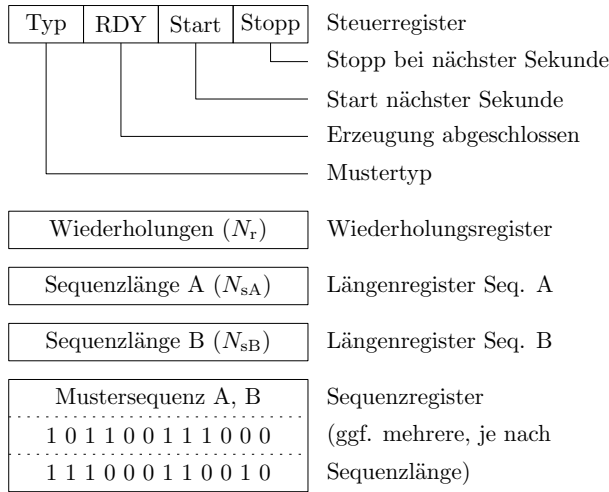 Typ RDY Start Stopp Steuerregister
Stopp bei nächster Sekunde
Start nächster Sekunde
Erzeugung abgeschlossen
Mustertyp
Wiederholungen (N_r) Wiederholungsregister
Sequenzlänge A (N_sA) Längenregister Seq. A
Sequenzlänge B (N_sB) Längenregister Seq. B
Mustersequenz A, B Sequenzregister
1 0 1 1 0 0 1 1 1 0 0 0 (ggf. mehrere, je nach
1 1 1 0 0 0 1 1 0 0 1 0 Sequenzlänge)